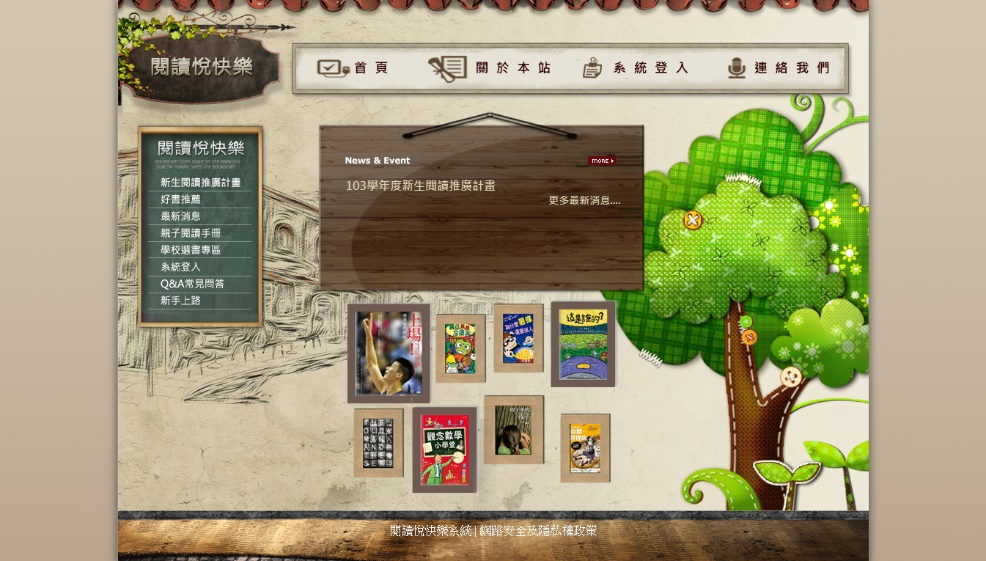 閱讀悅快樂
首頁
關於本站
系統登入
連絡我們
閱讀悅快樂
新生閱讀推廣計畫
好書推薦
最新消息
親子閱讀手冊
學校選書專區
系統登入
Q&A常見問答
新手上路
News & Event
MORE
103學年度新生閱讀推廣計畫
更多最新消息....
上場！
這是誰的？
觀念數學
小學堂
閱讀悅快樂系統 | 網路安全及隱私權政策